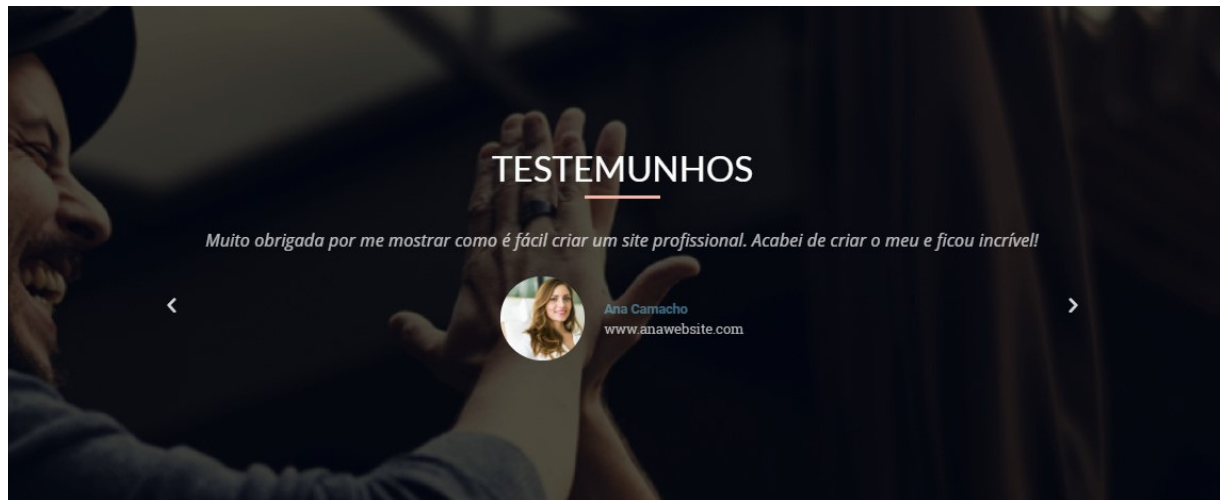 TESTEMUNHOS
Muito obrigada por me mostrar como é fácil criar um site profissional. Acabei de criar o meu e ficou incrível!
Ana Camacho
www.anawebsite.com